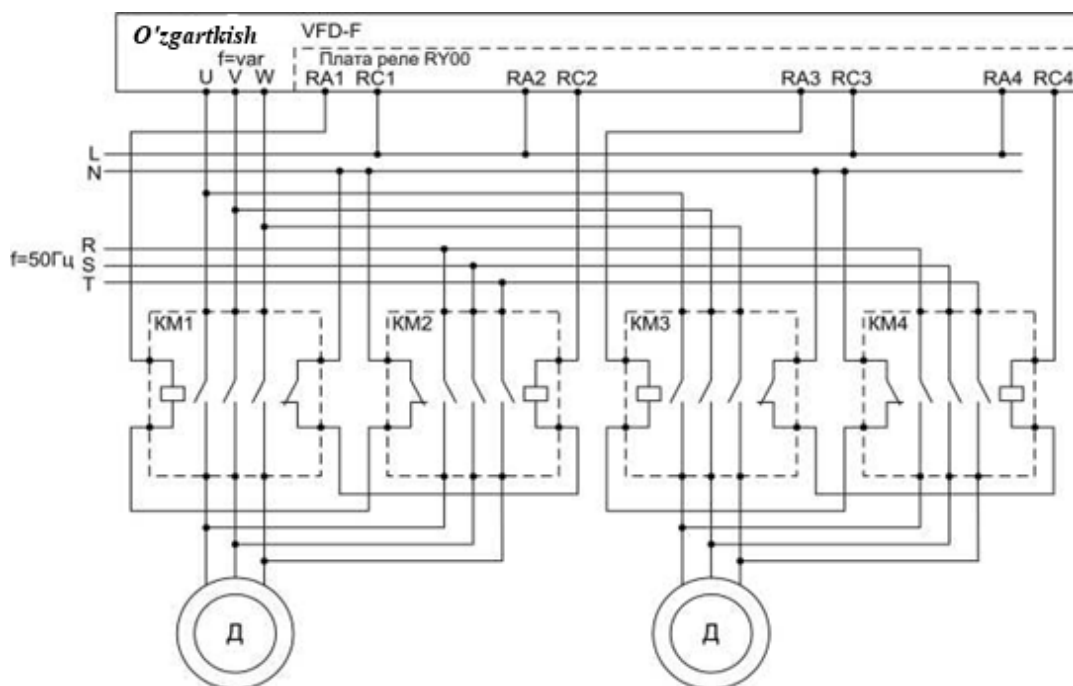 O'zgartkish VFD-F
f=var Плата реле RY00
U V W RA1 RC1 RA2 RC2 RA3 RC3 RA4 RC4
L
N
R
f=50Гц S
T
KM1 KM2 KM3 KM4
Д Д